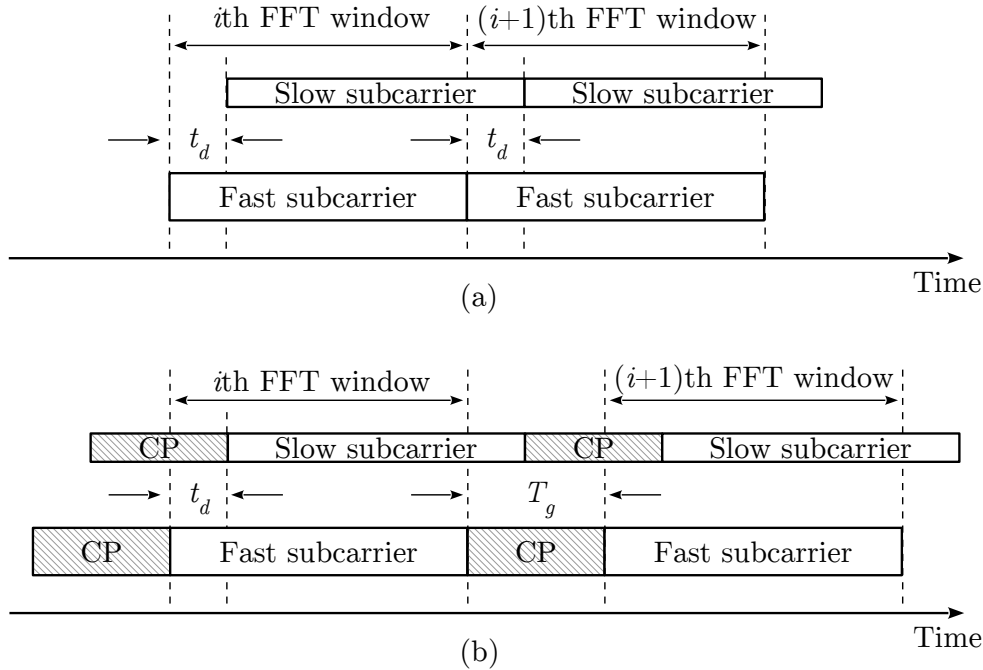 ith FFT window (i+1)th FFT window
Slow subcarrier Slow subcarrier
t_d t_d
Fast subcarrier Fast subcarrier
Time
(a)
ith FFT window (i+1)th FFT window
CP Slow subcarrier CP Slow subcarrier
t_d T_g
CP Fast subcarrier CP Fast subcarrier
Time
(b)